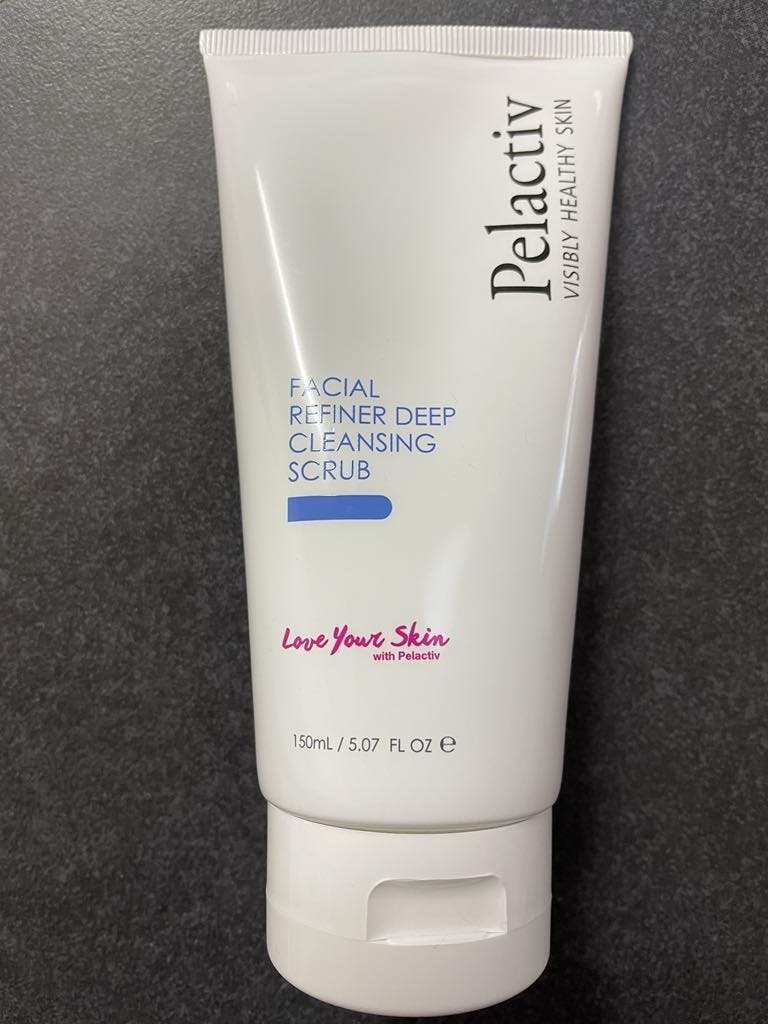 Pelactiv
VISIBLY HEALTHY SKIN
FACIAL
REFINER DEEP
CLEANSING
SCRUB
Love Your Skin
with Pelactiv
150mL / 5.07 FL OZ ℮